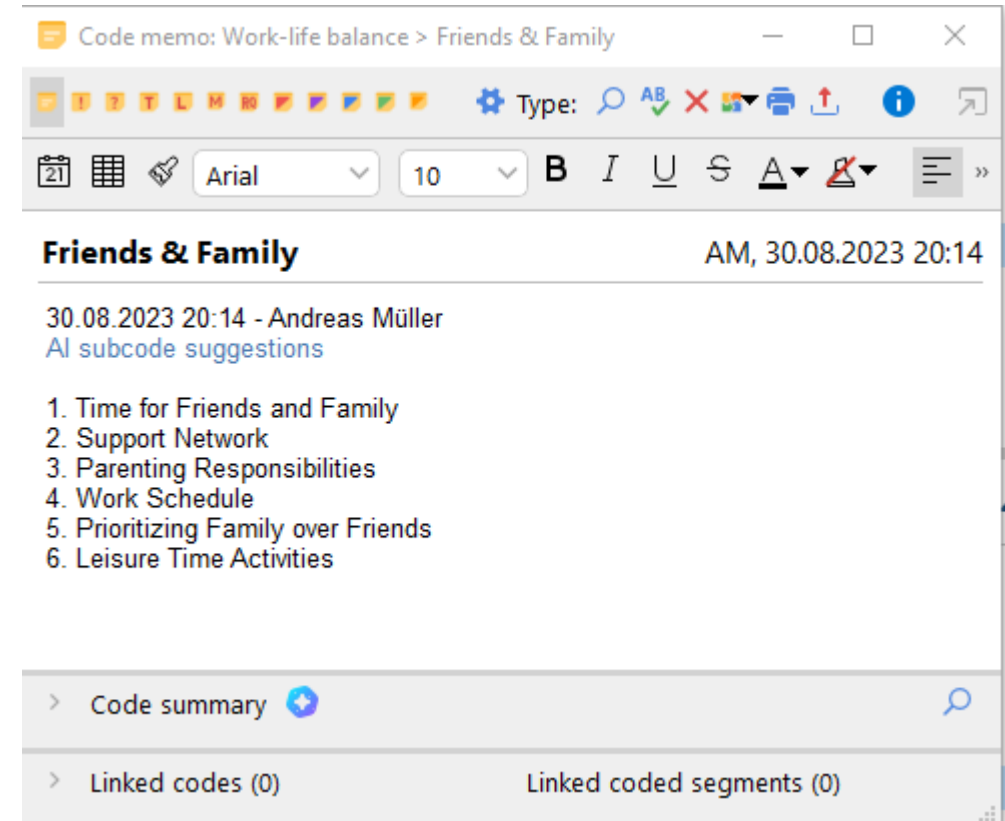 Code memo: Work-life balance > Friends & Family
! ? T L M RQ Type: AB
21 Arial 10 B I U S A
Friends & Family AM, 30.08.2023 20:14
30.08.2023 20:14 - Andreas Müller
AI subcode suggestions
1. Time for Friends and Family
2. Support Network
3. Parenting Responsibilities
4. Work Schedule
5. Prioritizing Family over Friends
6. Leisure Time Activities
Code summary
Linked codes (0) Linked coded segments (0)